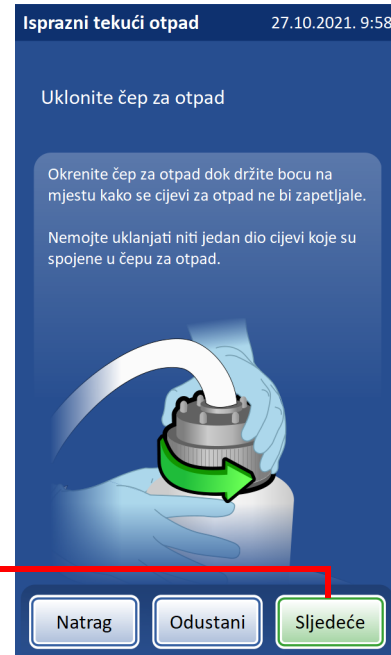 Isprazni tekući otpad 27.10.2021. 9:58
Uklonite čep za otpad
Okrenite čep za otpad dok držite bocu na
mjestu kako se cijevi za otpad ne bi zapetljale.
Nemojte uklanjati niti jedan dio cijevi koje su
spojene u čepu za otpad.
Natrag Odustani Sljedeće